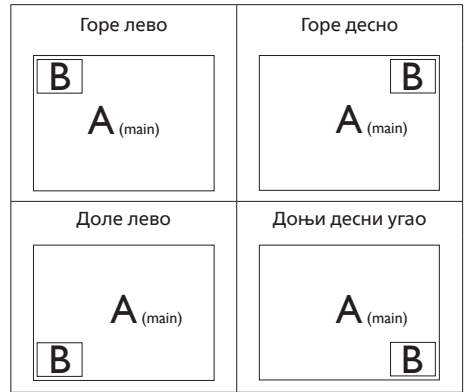 Горе лево
B
A (main)
Горе десно
B
A (main)
Доле лево
A (main)
B
Доњи десни угао
A (main)
B